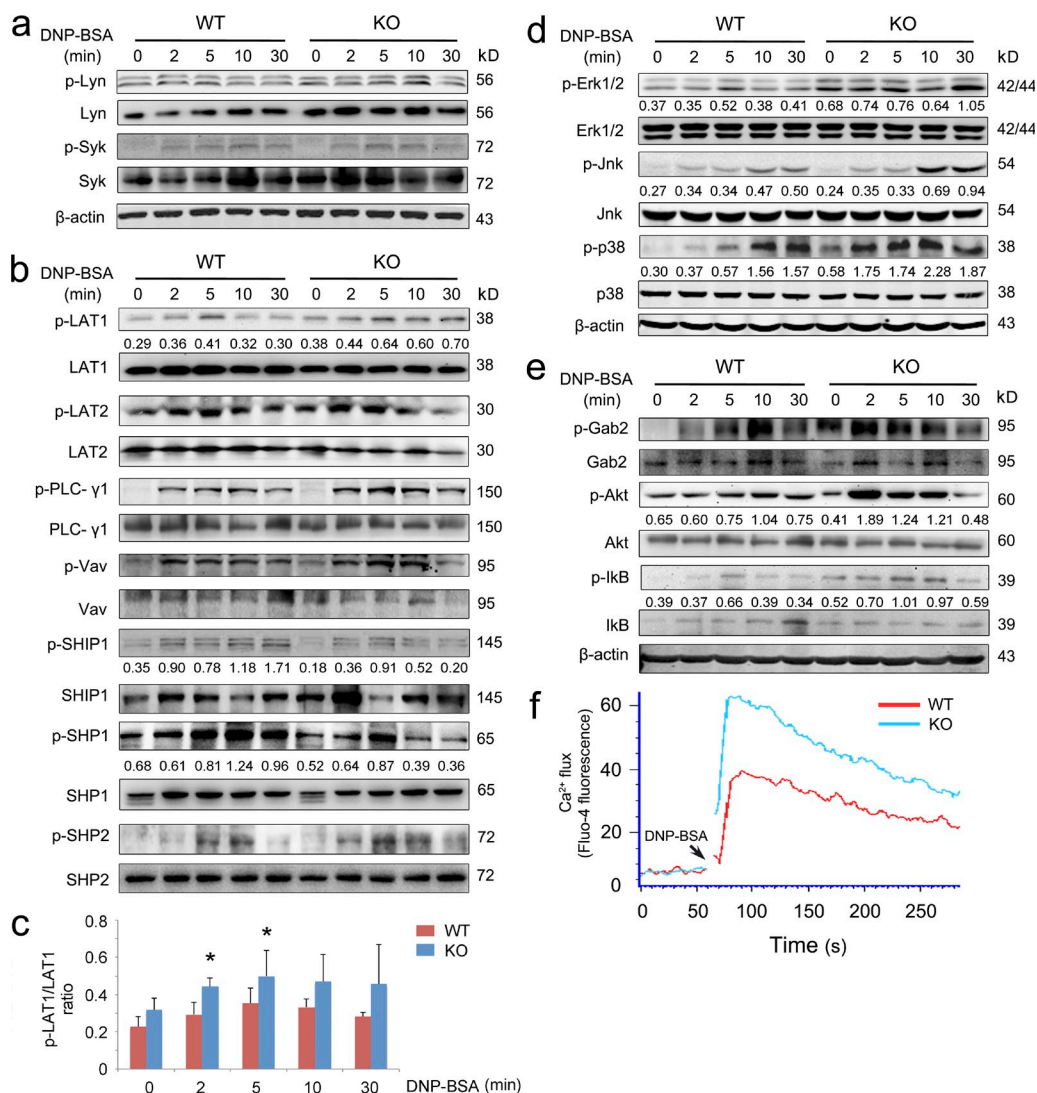 a
WT KO
DNP-BSA
(min) 0 2 5 10 30 0 2 5 10 30 kD
p-Lyn 56
Lyn 56
p-Syk 72
Syk 72
β-actin 43
b
WT KO
DNP-BSA
(min) 0 2 5 10 30 0 2 5 10 30 kD
p-LAT1 38
0.29 0.36 0.41 0.32 0.30 0.38 0.44 0.64 0.60 0.70
LAT1 38
p-LAT2 30
LAT2 30
p-PLC- γ1 150
PLC- γ1 150
p-Vav 95
Vav 95
p-SHIP1 145
0.35 0.90 0.78 1.18 1.71 0.18 0.36 0.91 0.52 0.20
SHIP1 145
p-SHP1 65
0.68 0.61 0.81 1.24 0.96 0.52 0.64 0.87 0.39 0.36
SHP1 65
p-SHP2 72
SHP2 72
c
WT
KO
p-LAT1/LAT1
ratio
0.8
0.6
0.4
0.2
0
* *
0 2 5 10 30 DNP-BSA (min)
d
WT KO
DNP-BSA
(min) 0 2 5 10 30 0 2 5 10 30 kD
p-Erk1/2 42/44
0.37 0.35 0.52 0.38 0.41 0.68 0.74 0.76 0.64 1.05
Erk1/2 42/44
p-Jnk 54
0.27 0.34 0.34 0.47 0.50 0.24 0.35 0.33 0.69 0.94
Jnk 54
p-p38 38
0.30 0.37 0.57 1.56 1.57 0.58 1.75 1.74 2.28 1.87
p38 38
β-actin 43
e
WT KO
DNP-BSA
(min) 0 2 5 10 30 0 2 5 10 30 kD
p-Gab2 95
Gab2 95
p-Akt 60
0.65 0.60 0.75 1.04 0.75 0.41 1.89 1.24 1.21 0.48
Akt 60
p-IkB 39
0.39 0.37 0.66 0.39 0.34 0.52 0.70 1.01 0.97 0.59
IkB 39
β-actin 43
f
WT
KO
Ca²⁺ flux
(Fluo-4 fluorescence)
60
40
20
0
DNP-BSA
0 50 100 150 200 250
Time (s)